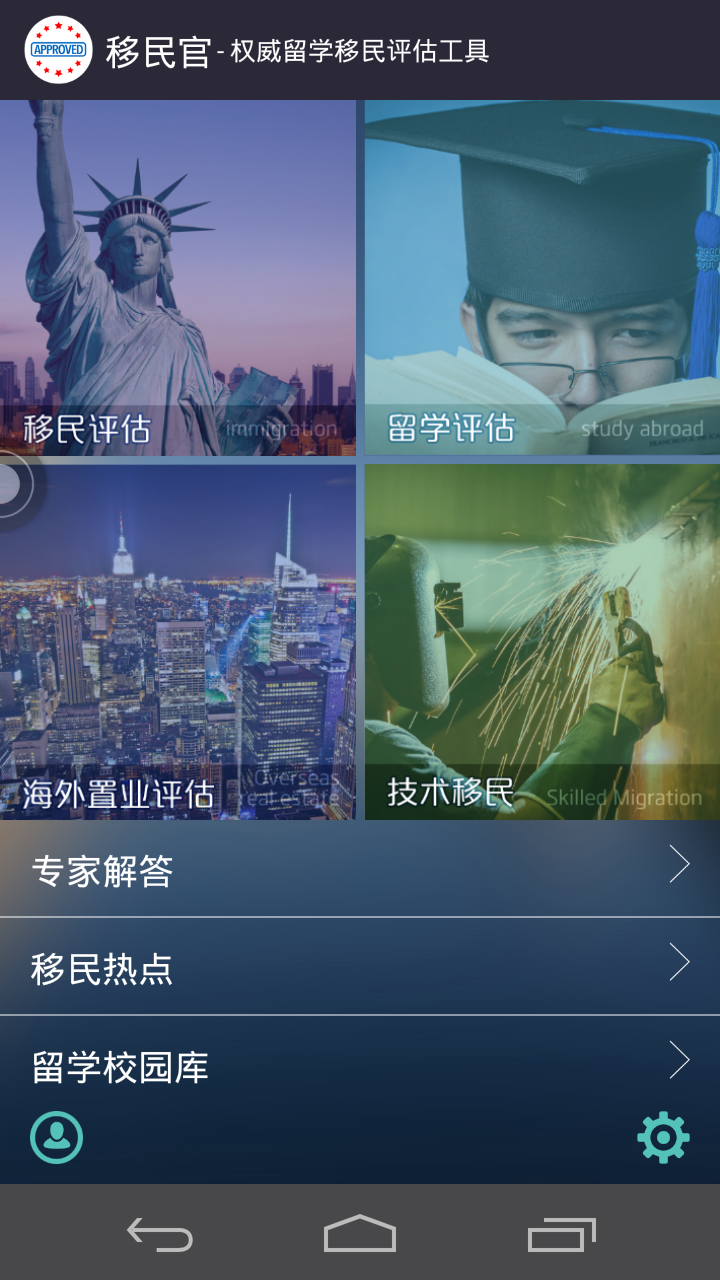 APPROVED
移民官 - 权威留学移民评估工具
移民评估 immigration
留学评估 study abroad
海外置业评估 Overseas
real estate
技术移民 Skilled Migration
专家解答
移民热点
留学校园库